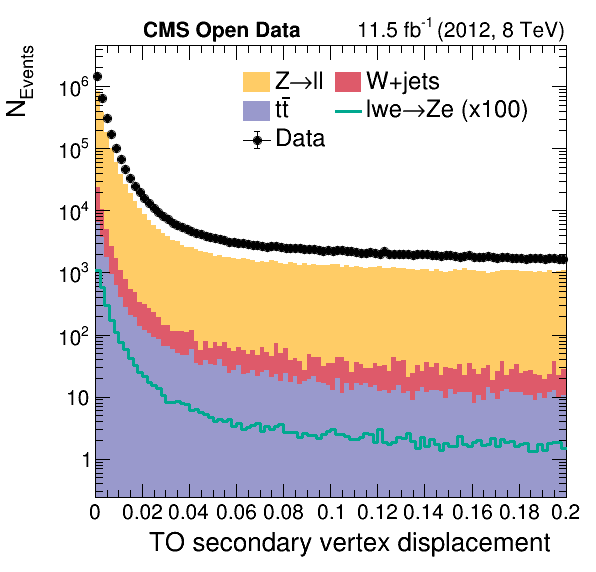 CMS Open Data 11.5 fb⁻¹ (2012, 8 TeV)
N_Events
Z→ll W+jets
tt̄ lwe→Ze (x100)
Data
10⁶
10⁵
10⁴
10³
10²
10
1
0 0.02 0.04 0.06 0.08 0.1 0.12 0.14 0.16 0.18 0.2
TO secondary vertex displacement